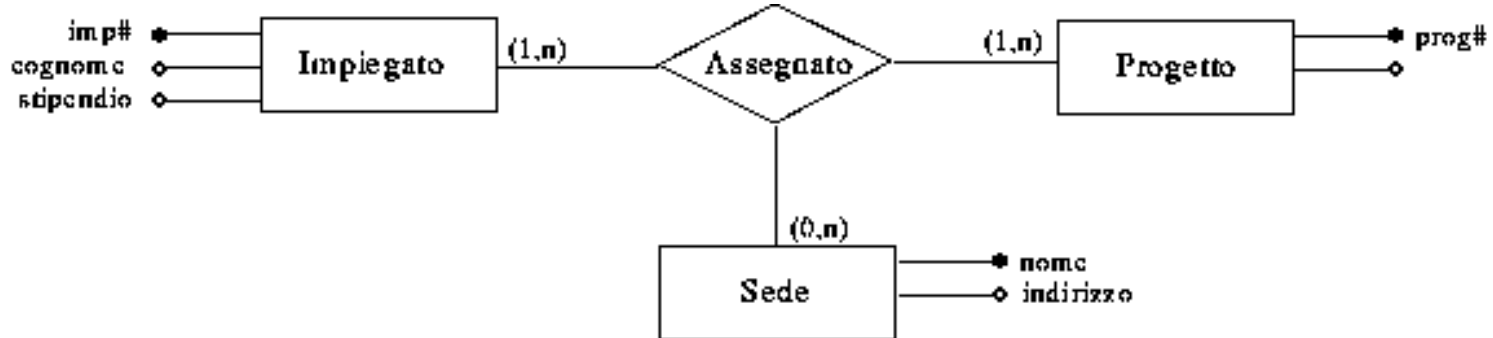 imp#
cognome
stipendio
Impiegato
(1,n)
Assegnato
(1,n)
Progetto
prog#
(0,n)
Sede
nome
indirizzo